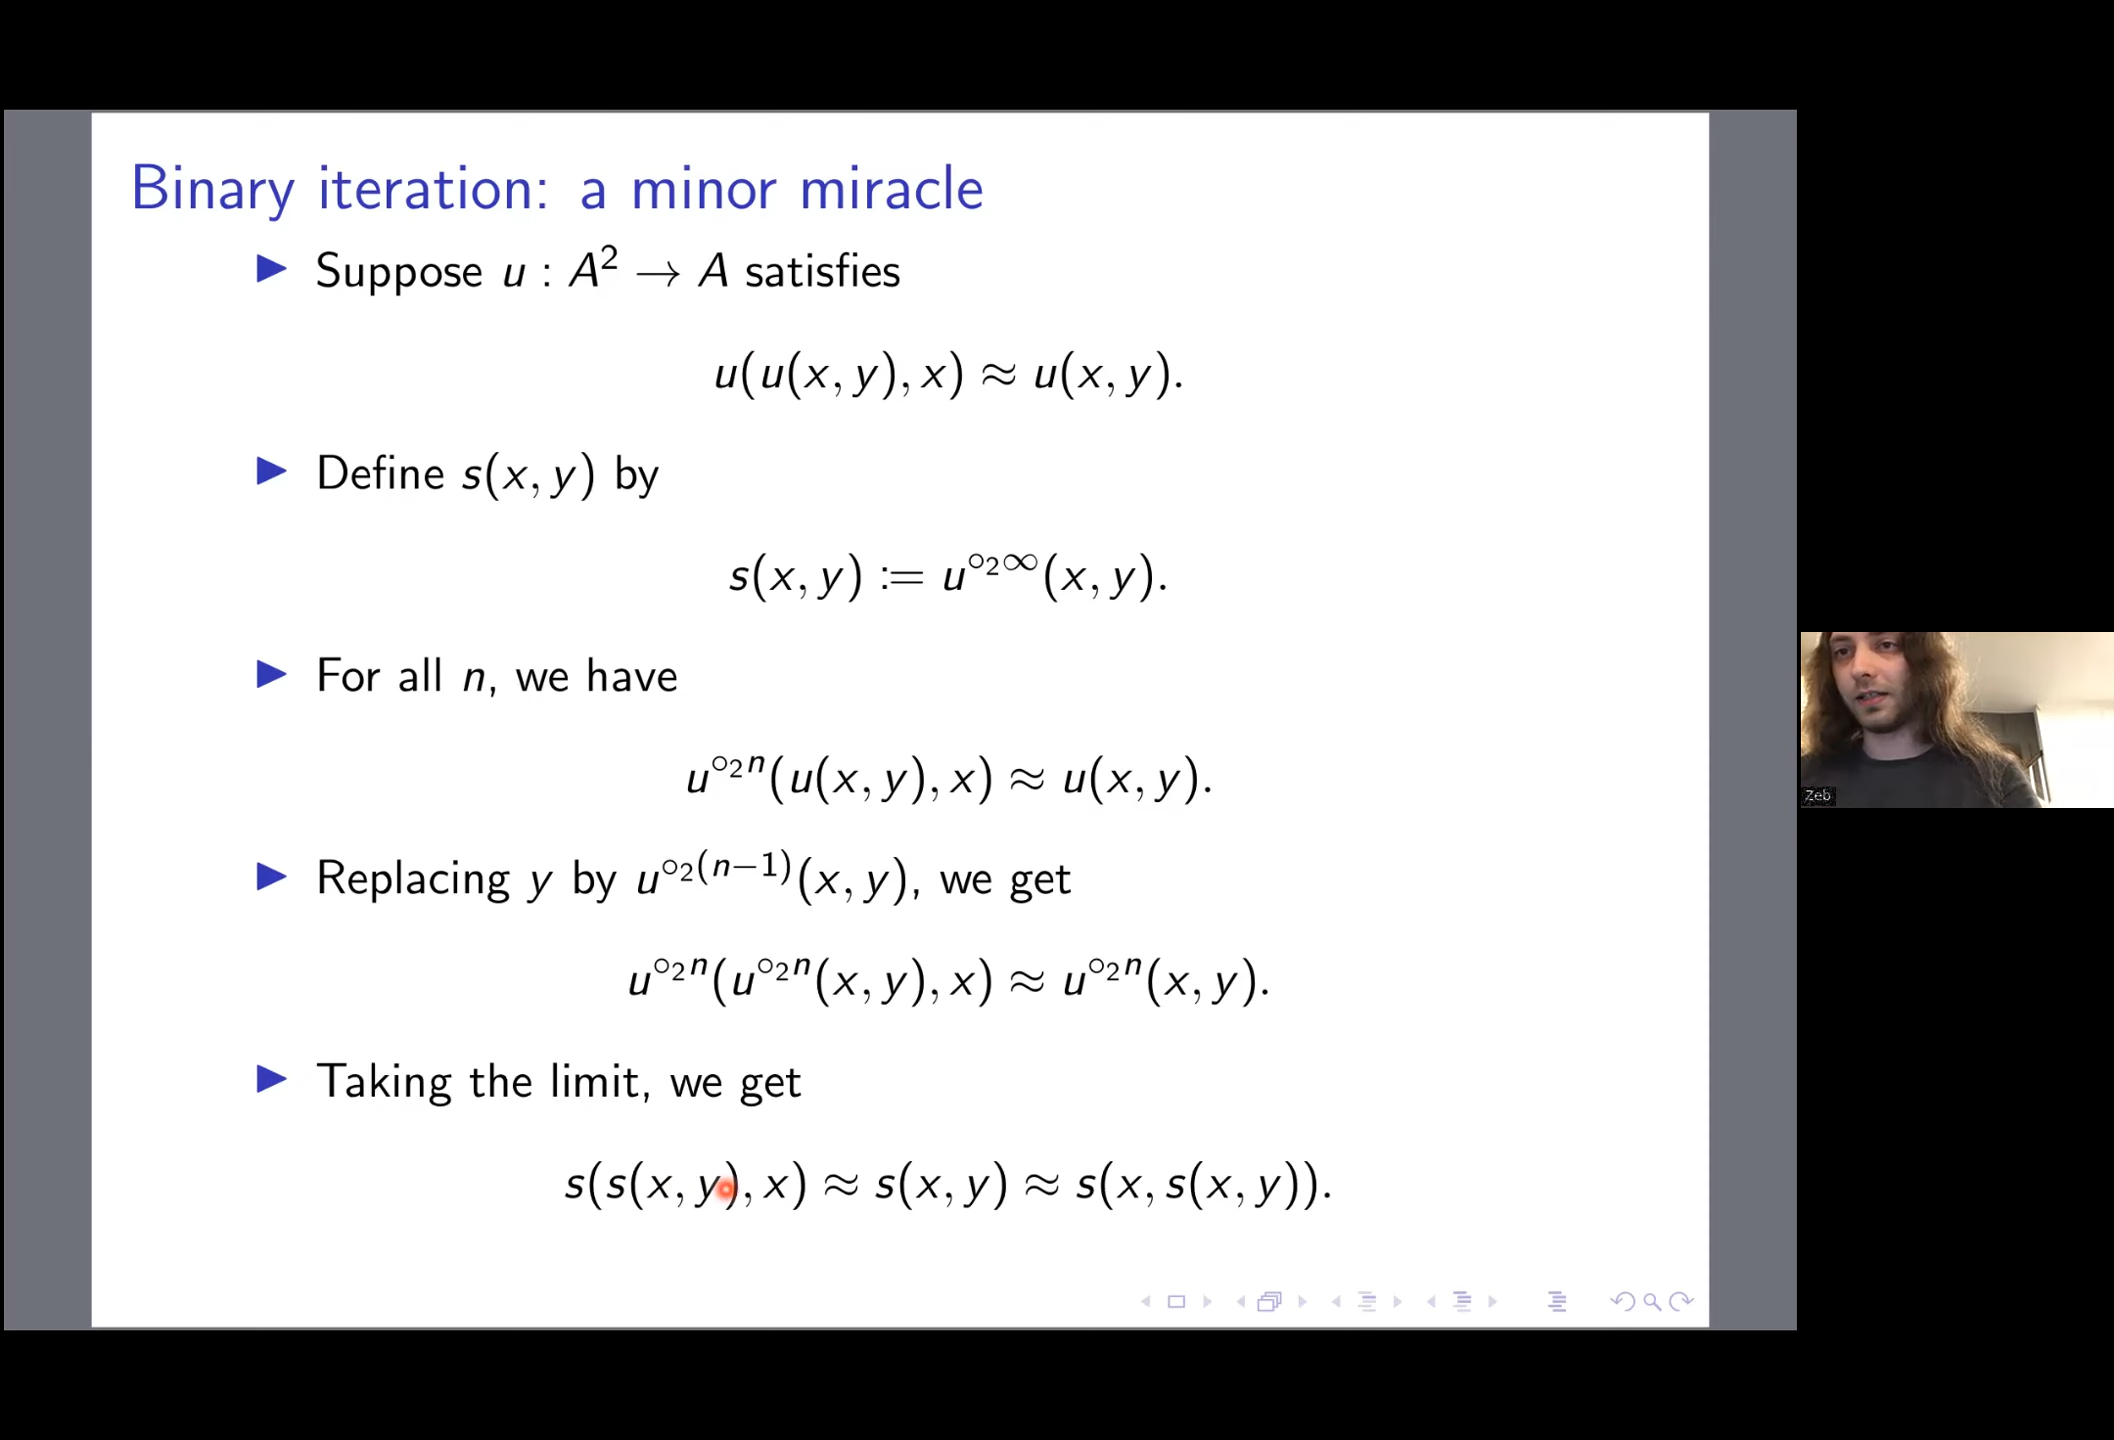 Binary iteration: a minor miracle
▶ Suppose u : A² → A satisfies
u(u(x, y), x) ≈ u(x, y).
▶ Define s(x, y) by
s(x, y) := u^{∘₂∞}(x, y).
▶ For all n, we have
u^{∘₂n}(u(x, y), x) ≈ u(x, y).
▶ Replacing y by u^{∘₂(n−1)}(x, y), we get
u^{∘₂n}(u^{∘₂n}(x, y), x) ≈ u^{∘₂n}(x, y).
▶ Taking the limit, we get
s(s(x, y), x) ≈ s(x, y) ≈ s(x, s(x, y)).
Zeb